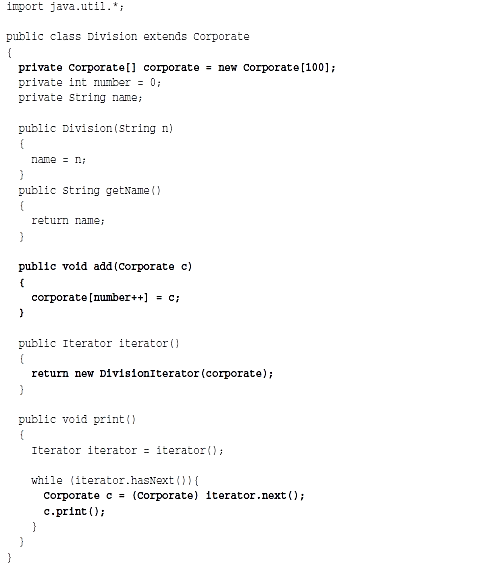 import java.util.*;
public class Division extends Corporate
{
private Corporate[] corporate = new Corporate[100];
private int number = 0;
private String name;
public Division(String n)
{
name = n;
}
public String getName()
{
return name;
}
public void add(Corporate c)
{
corporate[number++] = c;
}
public Iterator iterator()
{
return new DivisionIterator(corporate);
}
public void print()
{
Iterator iterator = iterator();
while (iterator.hasNext()){
Corporate c = (Corporate) iterator.next();
c.print();
}
}
}